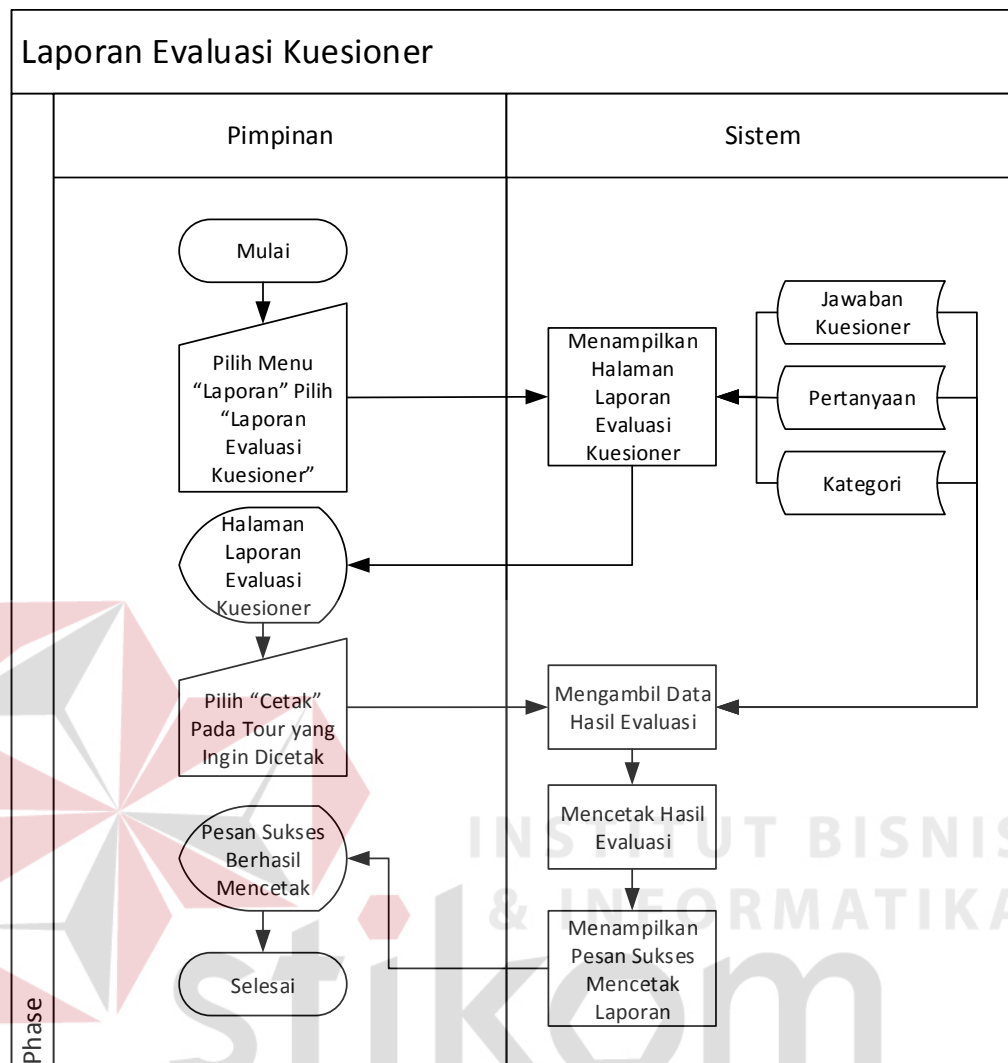 Laporan Evaluasi Kuesioner
Pimpinan
Sistem
Mulai
Pilih Menu
“Laporan” Pilih
“Laporan
Evaluasi
Kuesioner”
Menampilkan
Halaman
Laporan
Evaluasi
Kuesioner
Jawaban
Kuesioner
Pertanyaan
Kategori
Halaman
Laporan
Evaluasi
Kuesioner
Pilih “Cetak”
Pada Tour yang
Ingin Dicetak
Mengambil Data
Hasil Evaluasi
Mencetak Hasil
Evaluasi
Pesan Sukses
Berhasil
Mencetak
Menampilkan
Pesan Sukses
Mencetak
Laporan
Selesai
Phase
INSTITUT BISNIS
& INFORMATIKA
stikom